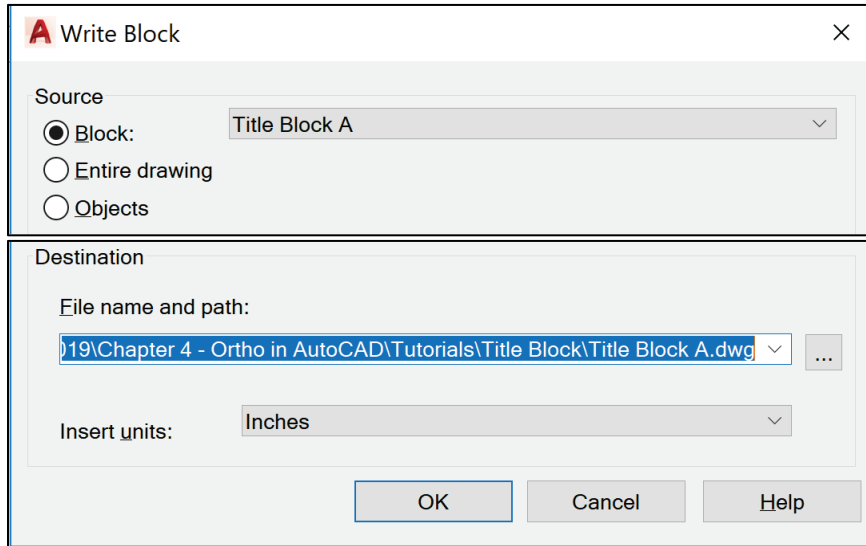 Write Block
Source
Block:
Title Block A
Entire drawing
Objects
Destination
File name and path:
019\Chapter 4 - Ortho in AutoCAD\Tutorials\Title Block\Title Block A.dwg
...
Insert units:
Inches
OK
Cancel
Help